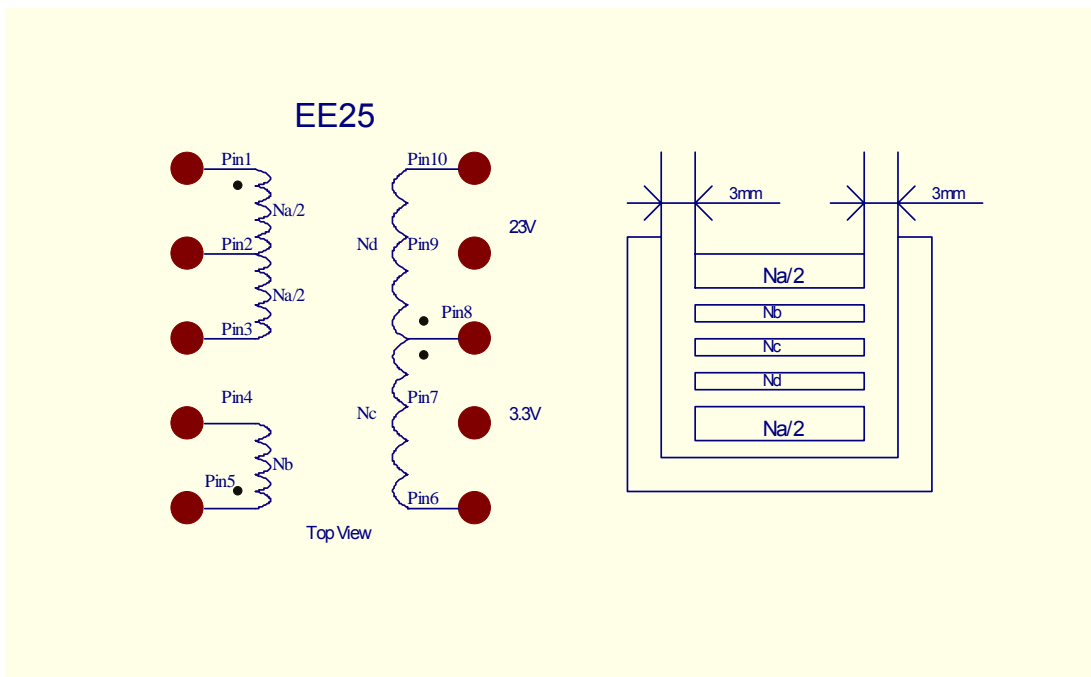 EE25
Pin1
Pin10
Na/2
23V
Pin2
Nd
Pin9
Na/2
Pin8
Pin3
Pin4
Nc
Pin7
3.3V
Nb
Pin5
Pin6
Top View
3mm
3mm
Na/2
Nb
Nc
Nd
Na/2